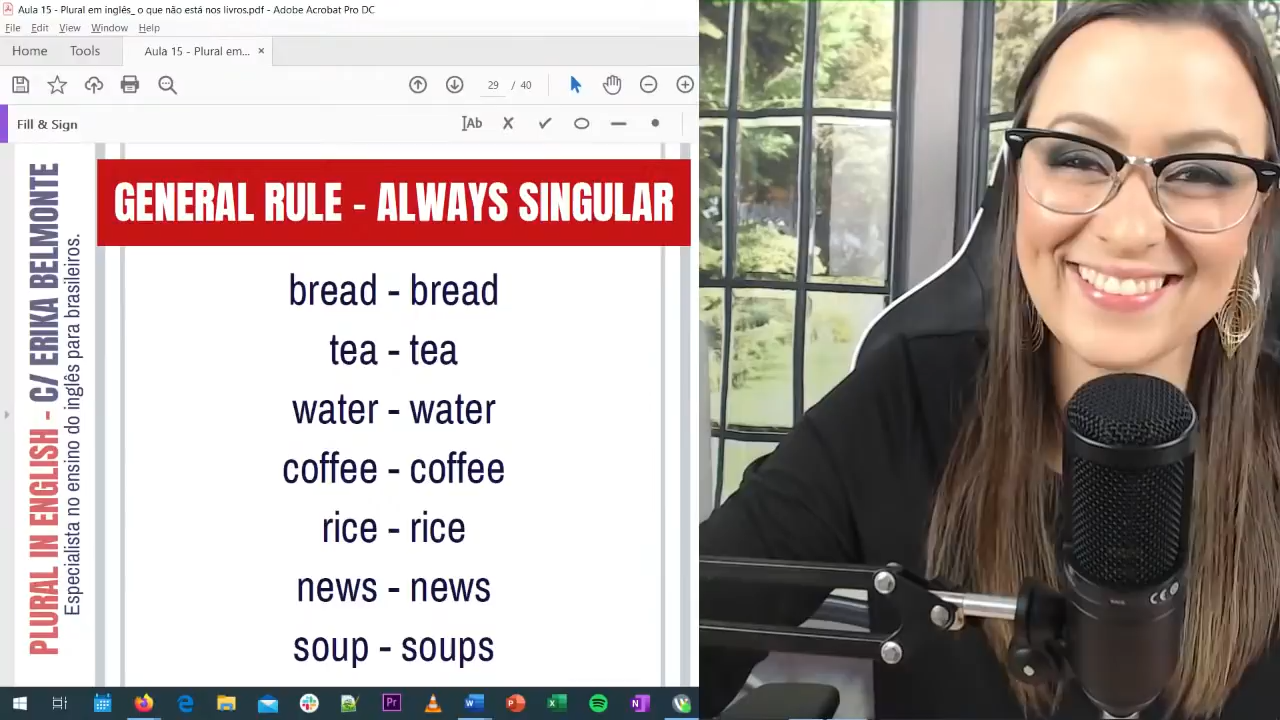 Aula 15 - Plural em inglês_ o que não está nos livros.pdf - Adobe Acrobat Pro DC
File Edit View Window Help
Home Tools Aula 15 - Plural em... ×
29 / 40
Fill & Sign
IAb
GENERAL RULE - ALWAYS SINGULAR
PLURAL IN ENGLISH - C/ ERIKA BELMONTE
Especialista no ensino do inglês para brasileiros.
bread - bread
tea - tea
water - water
coffee - coffee
rice - rice
news - news
soup - soups